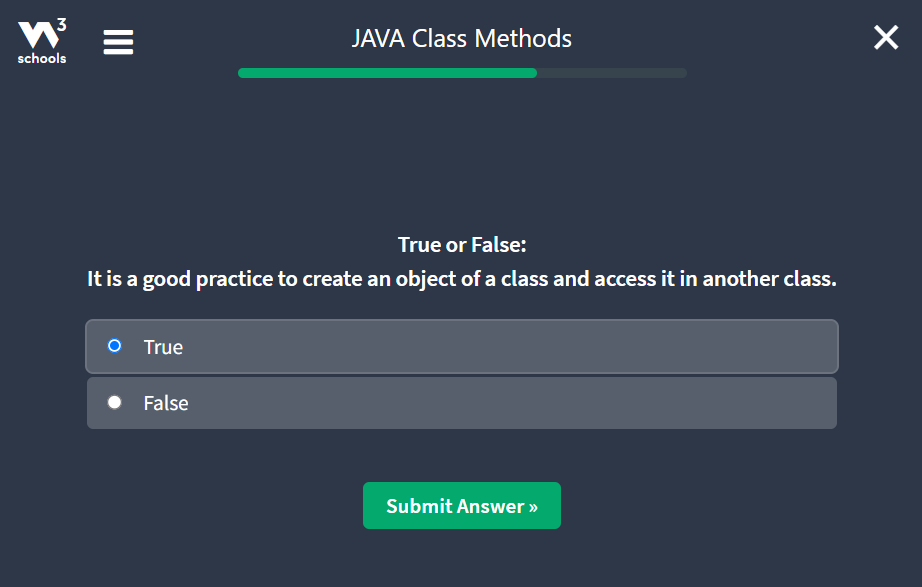 3
schools
JAVA Class Methods
True or False:
It is a good practice to create an object of a class and access it in another class.
True
False
Submit Answer »